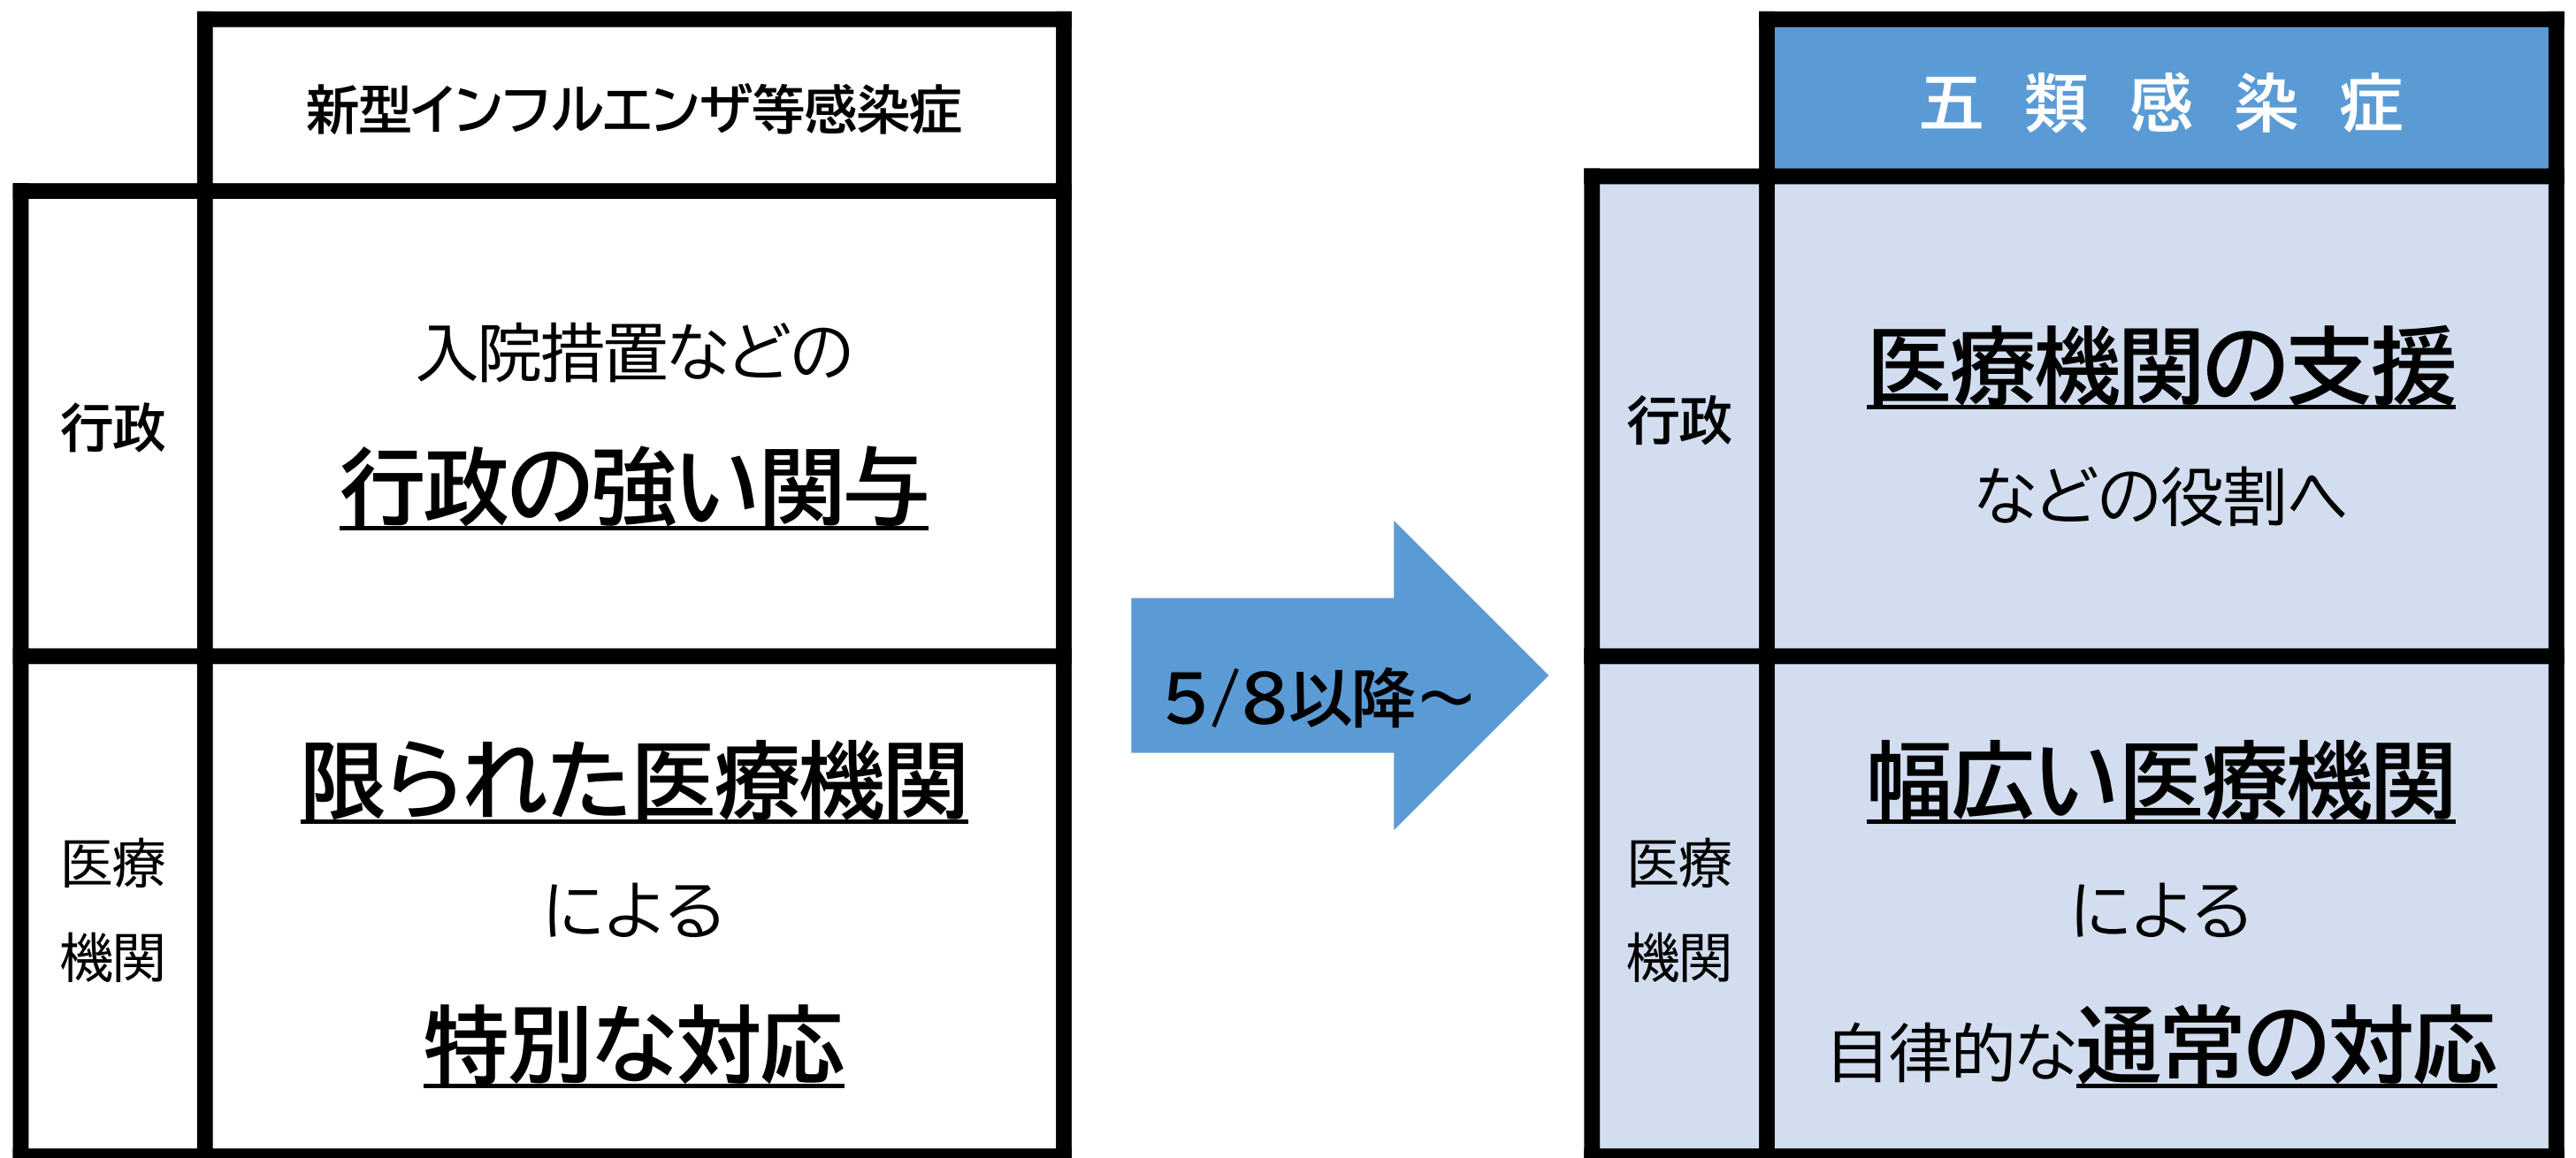 新型インフルエンザ等感染症
行政
入院措置などの
行政の強い関与
医療
機関
限られた医療機関
による
特別な対応
5/8以降～
五類感染症
行政
医療機関の支援
などの役割へ
医療
機関
幅広い医療機関
による
自律的な通常の対応